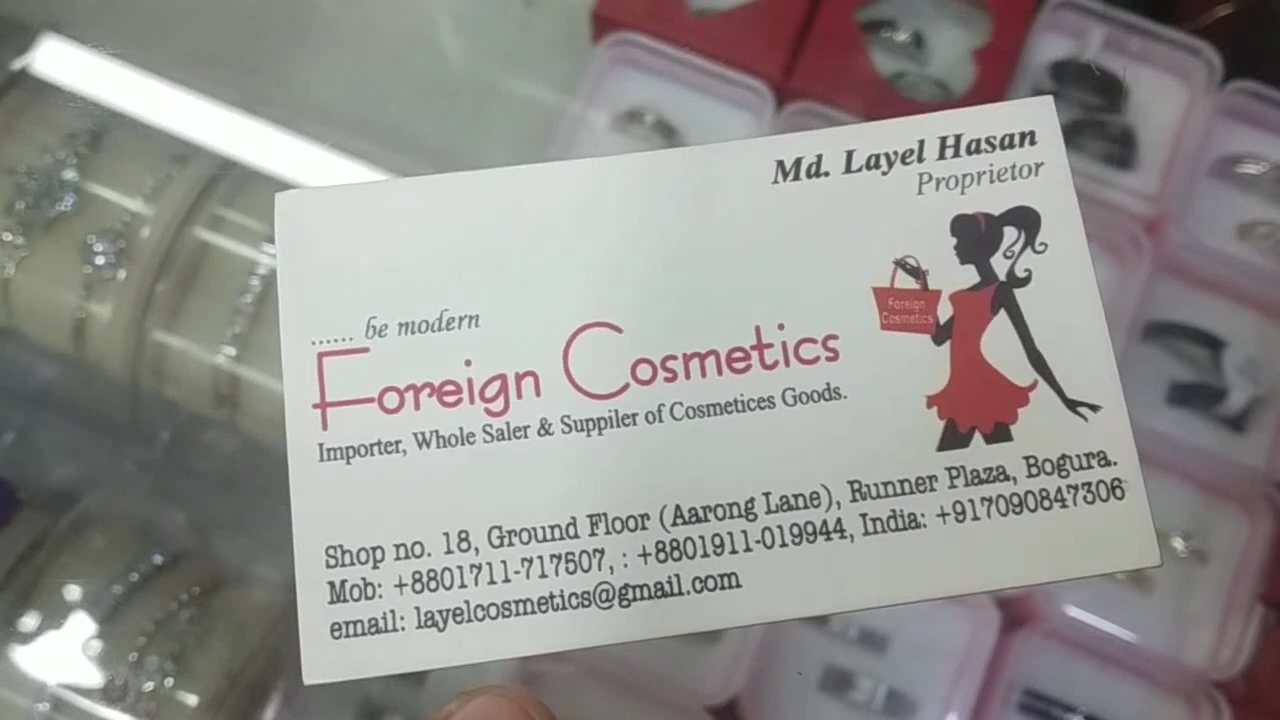 Md. Layel Hasan
Proprietor
Foreign
Cosmetics
...... be modern
Foreign Cosmetics
Importer, Whole Saler & Suppiler of Cosmetices Goods.
Shop no. 18, Ground Floor (Aarong Lane), Runner Plaza, Bogura.
Mob: +8801711-717507, : +8801911-019944, India: +917090847306
email: layelcosmetics@gmail.com